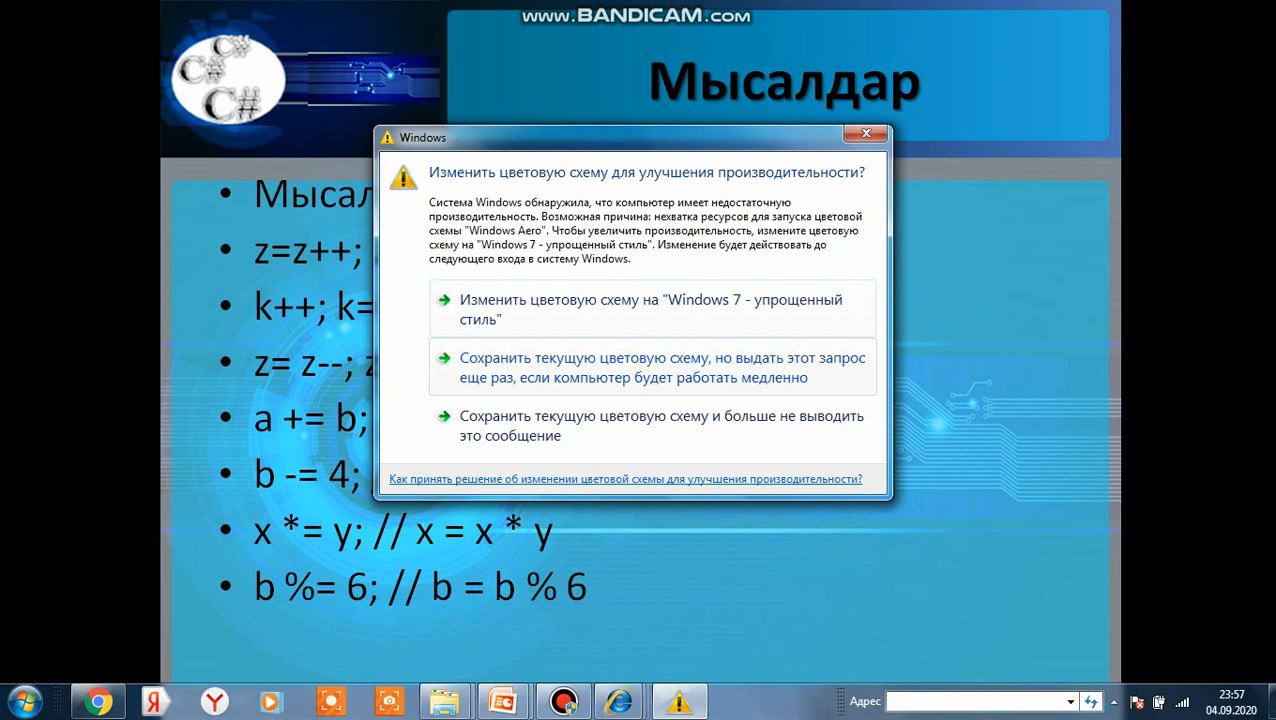 www.BANDICAM.com
C#
C#
C#
Мысалдар
Windows
Изменить цветовую схему для улучшения производительности?
Система Windows обнаружила, что компьютер имеет недостаточную
производительность. Возможная причина: нехватка ресурсов для запуска цветовой
схемы "Windows Aero". Чтобы увеличить производительность, измените цветовую
схему на "Windows 7 - упрощенный стиль". Изменение будет действовать до
следующего входа в систему Windows.
Изменить цветовую схему на "Windows 7 - упрощенный
стиль"
Сохранить текущую цветовую схему, но выдать этот запрос
еще раз, если компьютер будет работать медленно
Сохранить текущую цветовую схему и больше не выводить
это сообщение
Как принять решение об изменении цветовой схемы для улучшения производительности?
• z=z++;
• k++; k=
• z= z--; z
• a += b;
• b -= 4;
• x *= y; // x = x * y
• b %= 6; // b = b % 6
Адрес
23:57
04.09.2020